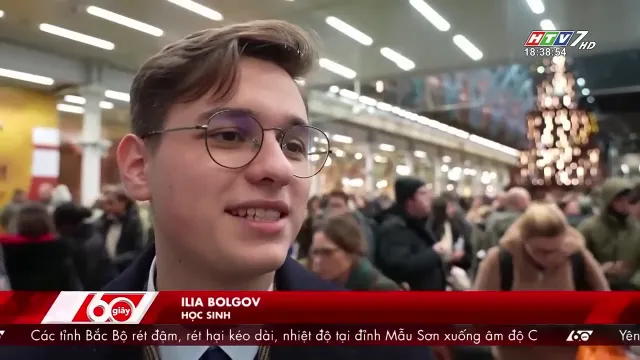 HTV7 HD
18:38:54
60 giây
ILIA BOLGOV
HỌC SINH
Các tỉnh Bắc Bộ rét đậm, rét hại kéo dài, nhiệt độ tại đỉnh Mẫu Sơn xuống âm độ C 60 Yên